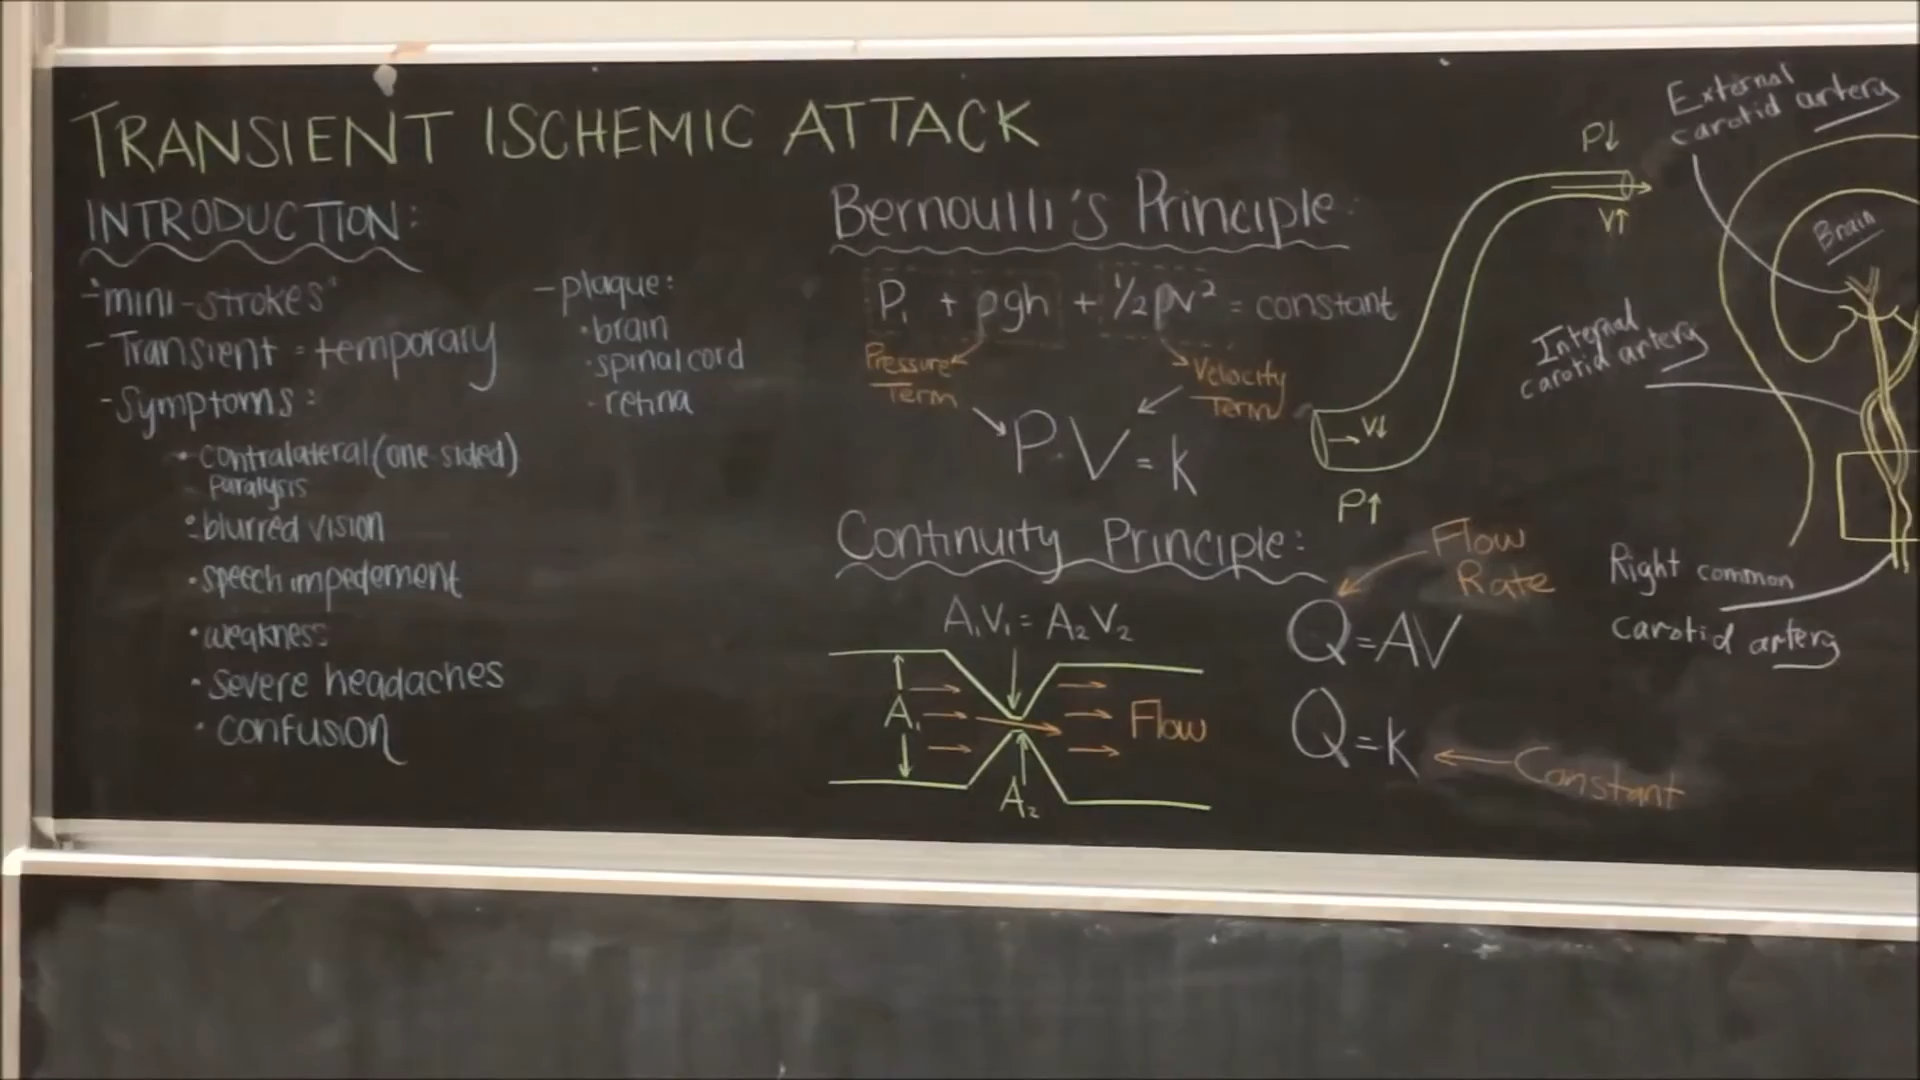 TRANSIENT ISCHEMIC ATTACK
INTRODUCTION:
-"mini-strokes"
-Transient = temporary
-Symptoms:
• contralateral (one sided)
paralysis
• blurred vision
• speech impedement
• weakness
• severe headaches
• confusion
-plaque:
• brain
• spinal cord
• retina
Bernoulli's Principle:
P₁ + ρgh + ½ρv² = constant
Pressure
Term
Velocity
Term
P·V = k
P↓
V↑
V↓
P↑
Continuity Principle:
A₁V₁ = A₂V₂
A₁
A₂
Flow
Flow
Rate
Q = AV
Q = k
Constant
External
carotid artery
Brain
Internal
carotid artery
Right common
carotid artery